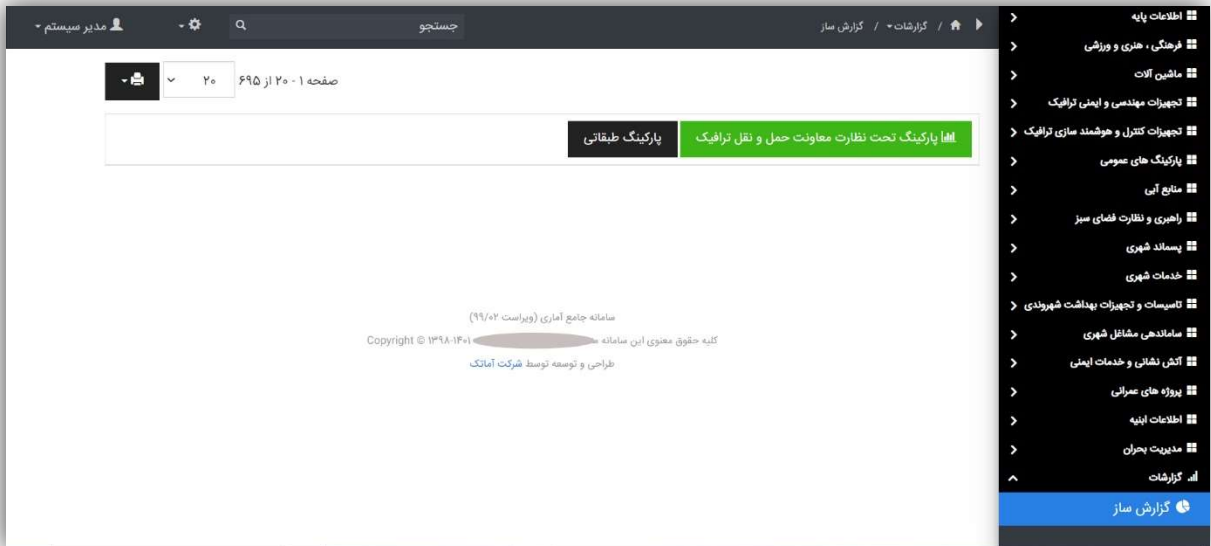 اطلاعات پایه
فرهنگی ، هنری و ورزشی
ماشین آلات
تجهیزات مهندسی و ایمنی ترافیک
تجهیزات کنترل و هوشمند سازی ترافیک
پارکینگ های عمومی
منابع آبی
راهبری و نظارت فضای سبز
پسماند شهری
خدمات شهری
تاسیسات و تجهیزات بهداشت شهروندی
ساماندهی مشاغل شهری
آتش نشانی و خدمات ایمنی
پروژه های عمرانی
اطلاعات ابنیه
مدیریت بحران
گزارشات
گزارش ساز
/ گزارشات / گزارش ساز
جستجو
مدیر سیستم
صفحه ۱ - ۲۰ از ۶۹۵
۲۰
پارکینگ تحت نظارت معاونت حمل و نقل ترافیک
پارکینگ طبقاتی
سامانه جامع آماری (ویراست ۹۹/۰۲)
کلیه حقوق معنوی این سامانه Copyright © ۱۳۹۸-۱۴۰۱
طراحی و توسعه توسط شرکت آماتک